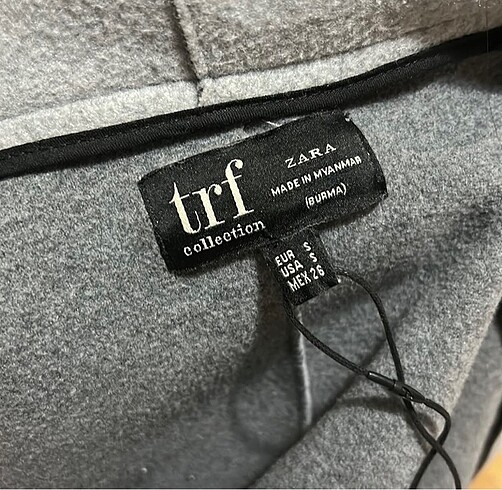 trf
collection
ZARA
MADE IN MYANMAR
(BURMA)
EUR S
USA S
MEX 26